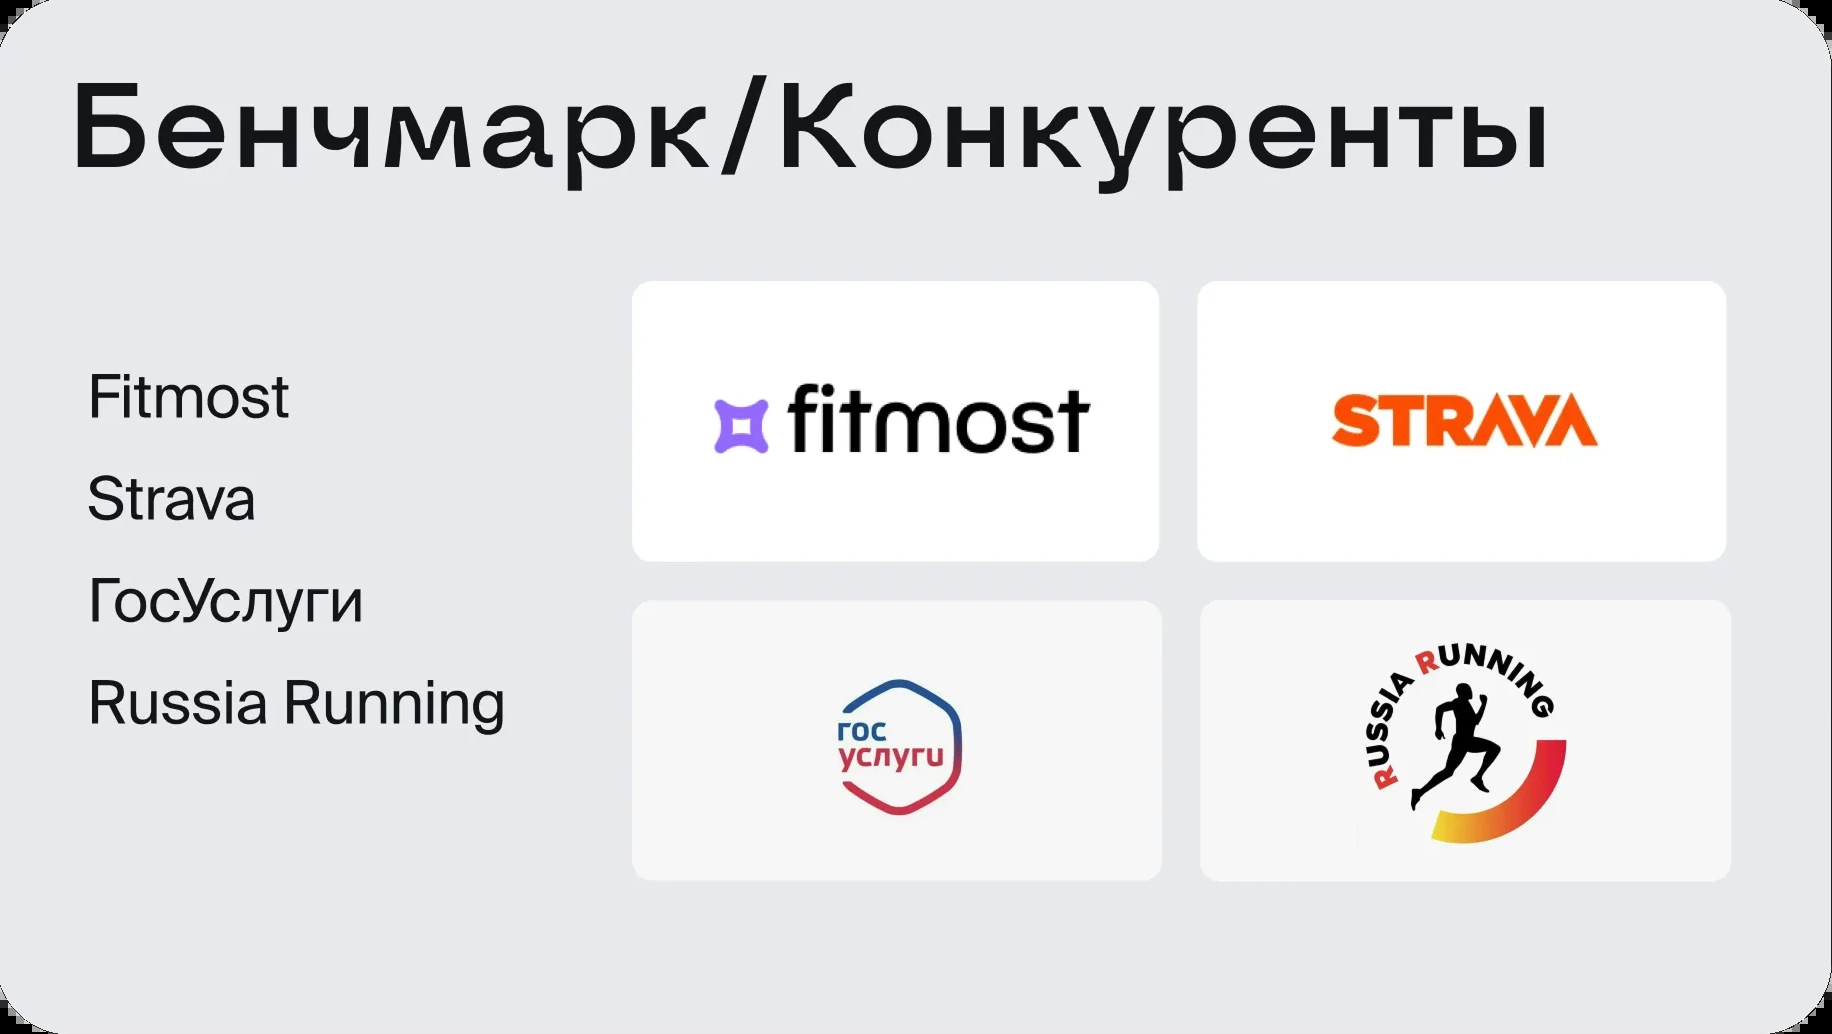 Бенчмарк/Конкуренты
Fitmost
Strava
ГосУслуги
Russia Running
fitmost
STRAVA
гос
услуги
RUSSIA RUNNING